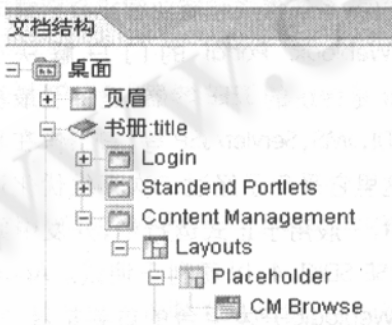 文档结构
桌面
页眉
书册:title
Login
Standend Portlets
Content Management
Layouts
Placeholder
CM Browse